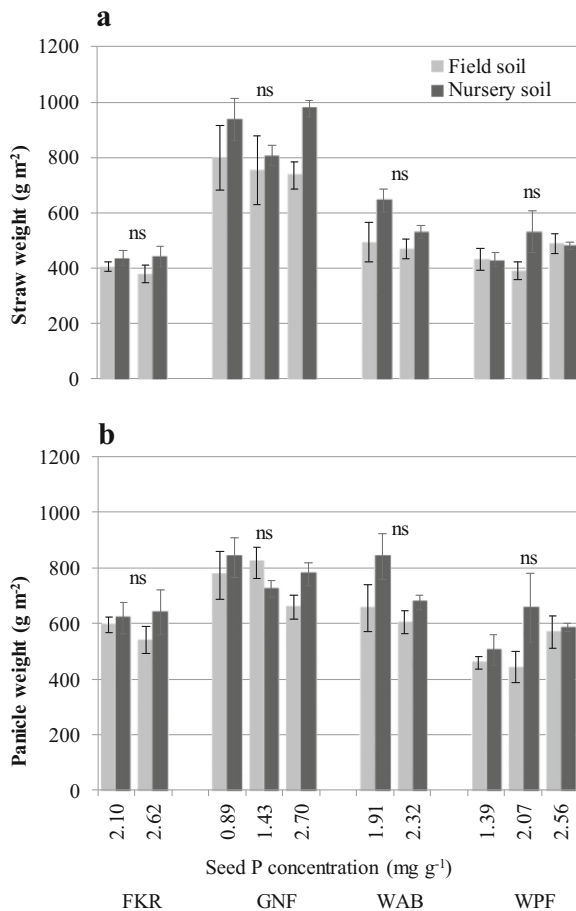 a
Field soil
Nursery soil
1200
1000
800
600
400
200
0
Straw weight (g m-2)
ns
ns
ns
ns
b
1200
1000
800
600
400
200
0
Panicle weight (g m-2)
ns
ns
ns
ns
2.10 2.62 0.89 1.43 2.70 1.91 2.32 1.39 2.07 2.56
Seed P concentration (mg g-1)
FKR GNF WAB WPF